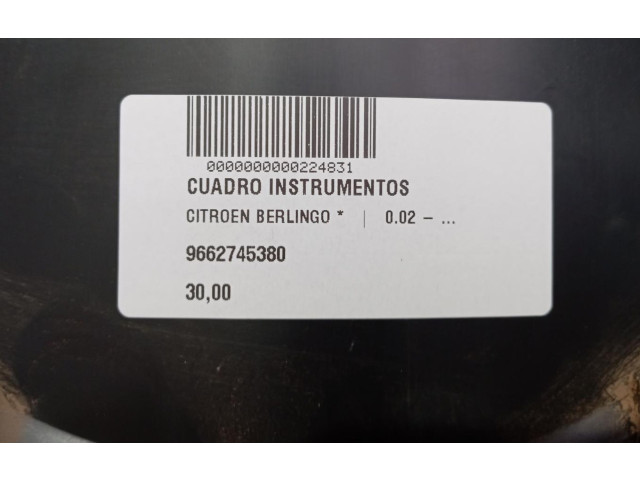 0000000000224831
CUADRO INSTRUMENTOS
CITROEN BERLINGO * | 0.02 – ...
9662745380
30,00